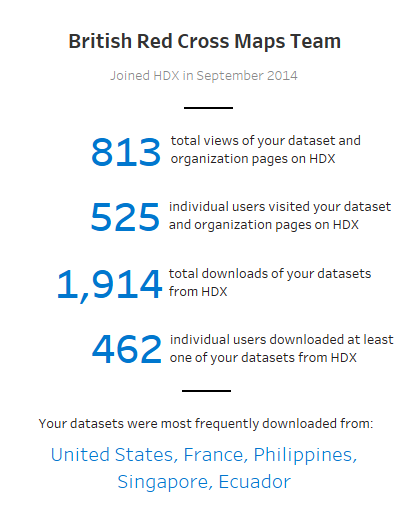 British Red Cross Maps Team
Joined HDX in September 2014
813 total views of your dataset and
organization pages on HDX
525 individual users visited your dataset
and organization pages on HDX
1,914 total downloads of your datasets
from HDX
462 individual users downloaded at least
one of your datasets from HDX
Your datasets were most frequently downloaded from:
United States, France, Philippines,
Singapore, Ecuador